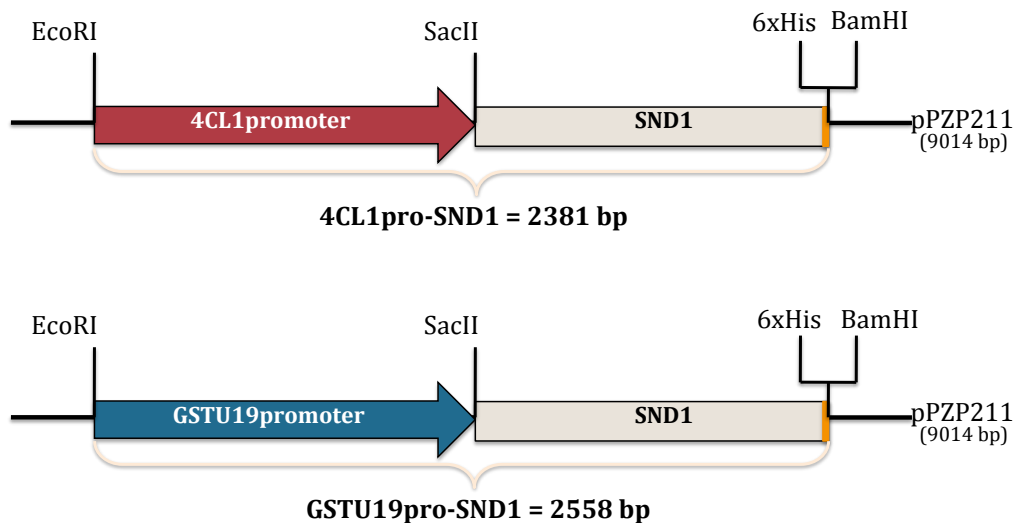 EcoRI
SacII
6xHis
BamHI
4CL1promoter
SND1
pPZP211
(9014 bp)
4CL1pro-SND1 = 2381 bp
EcoRI
SacII
6xHis
BamHI
GSTU19promoter
SND1
pPZP211
(9014 bp)
GSTU19pro-SND1 = 2558 bp